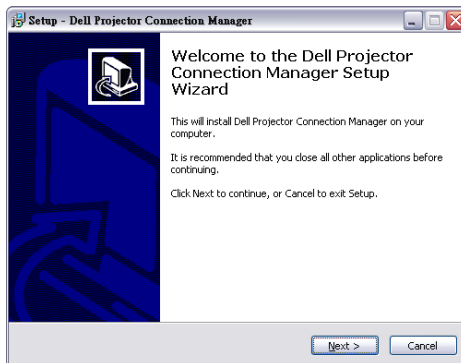 Setup - Dell Projector Connection Manager
Welcome to the Dell Projector
Connection Manager Setup
Wizard
This will install Dell Projector Connection Manager on your
computer.
It is recommended that you close all other applications before
continuing.
Click Next to continue, or Cancel to exit Setup.
Next >
Cancel